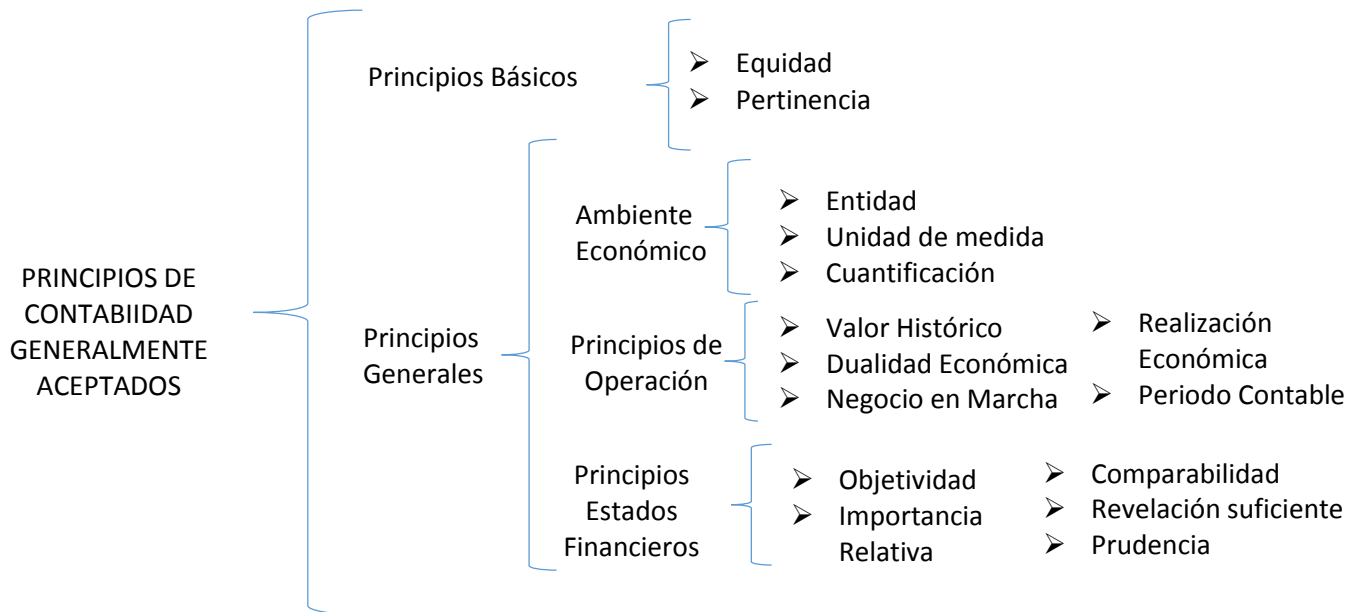 PRINCIPIOS DE
CONTABIIDAD
GENERALMENTE
ACEPTADOS
Principios Básicos
➢ Equidad
➢ Pertinencia
Principios
Generales
Ambiente
Económico
➢ Entidad
➢ Unidad de medida
➢ Cuantificación
Principios de
Operación
➢ Valor Histórico
➢ Dualidad Económica
➢ Negocio en Marcha
➢ Realización
Económica
➢ Periodo Contable
Principios
Estados
Financieros
➢ Objetividad
➢ Importancia
Relativa
➢ Comparabilidad
➢ Revelación suficiente
➢ Prudencia